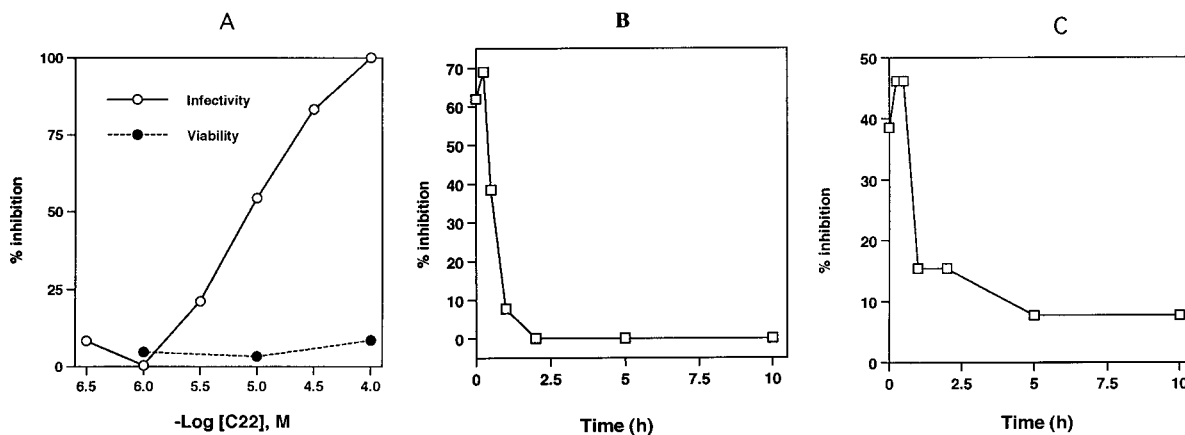 A
% inhibition
100
75
50
25
0
Infectivity
Viability
6.5 6.0 5.5 5.0 4.5 4.0
-Log [C22], M
B
% inhibition
70
60
50
40
30
20
10
0
0 2.5 5 7.5 10
Time (h)
C
% inhibition
50
40
30
20
10
0
0 2.5 5 7.5 10
Time (h)